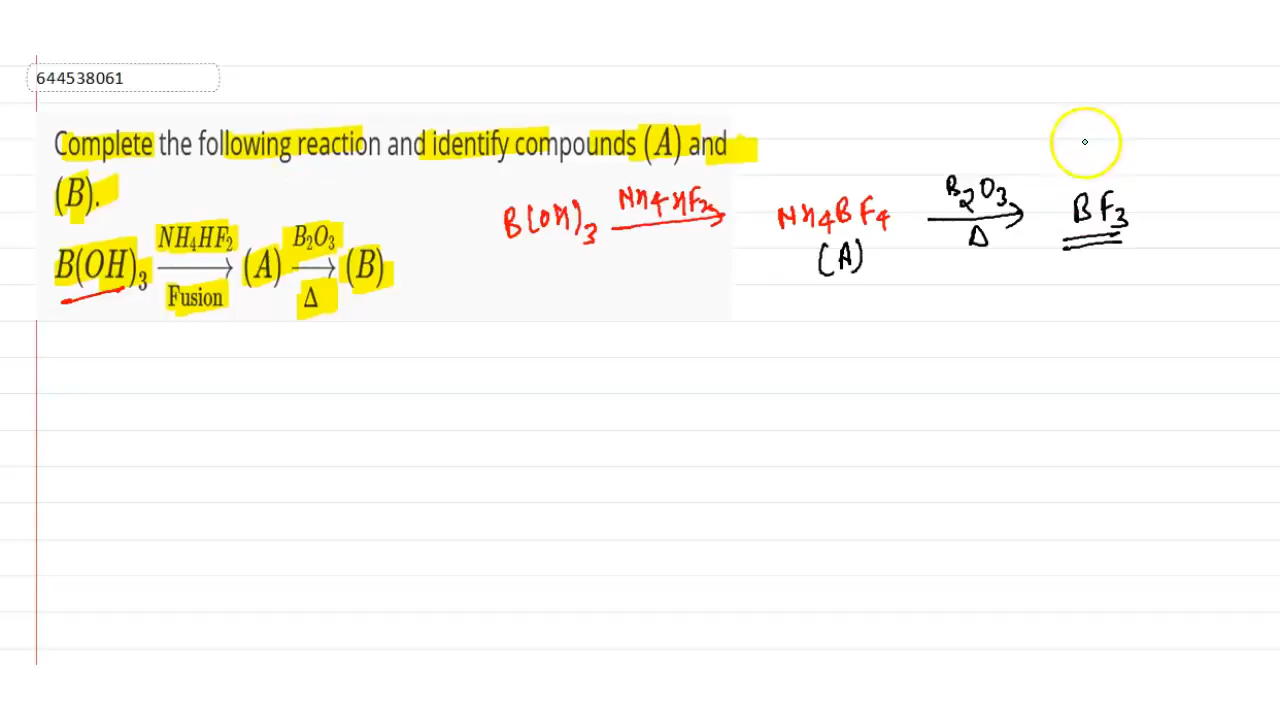 644538061
Complete the following reaction and identify compounds (A) and
(B).
B(OH)₃ —NH₄HF₂/Fusion→ (A) —B₂O₃/Δ→ (B)
B(OH)₃ —NH₄HF₂→ NH₄BF₄ —B₂O₃/Δ→ BF₃
(A)